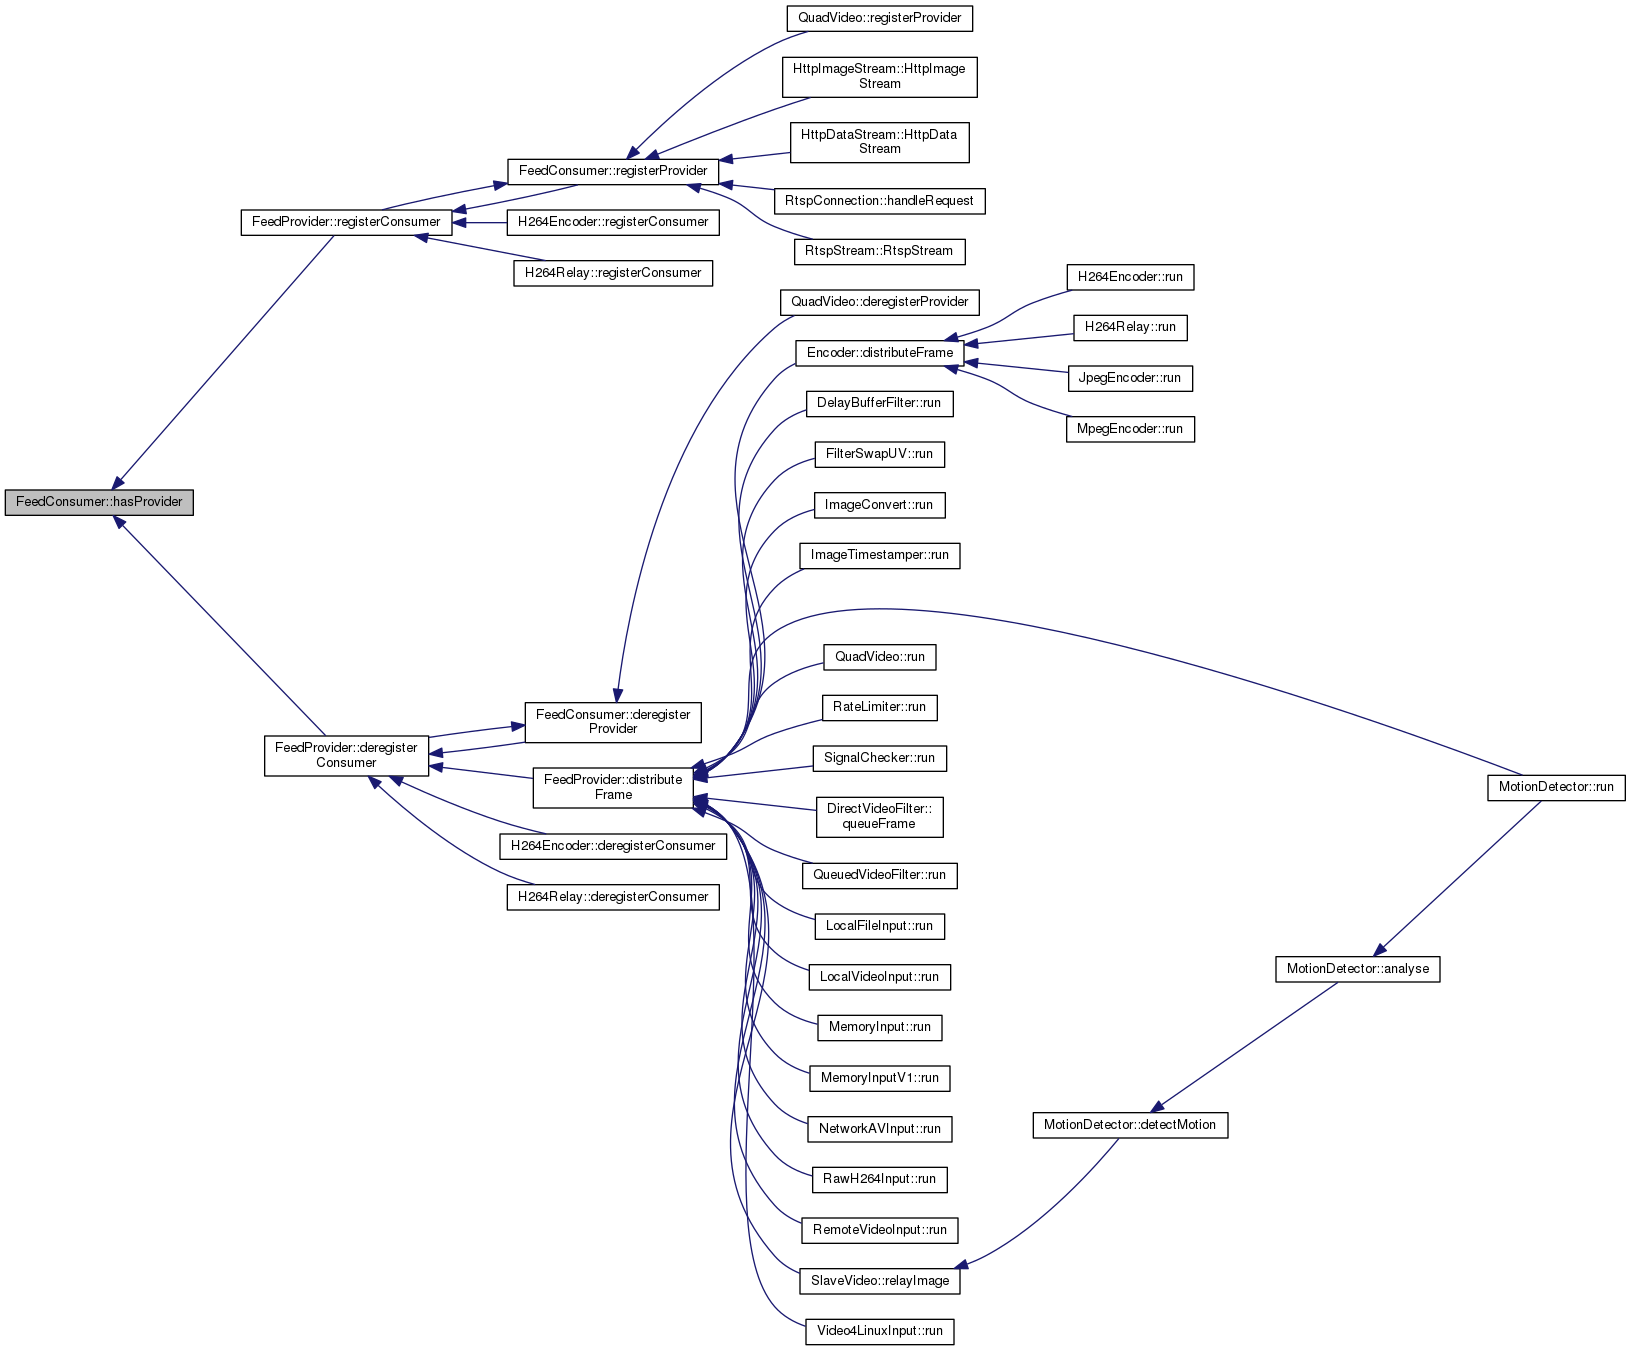 QuadVideo::registerProvider
HttpImageStream::HttpImage
Stream
HttpDataStream::HttpData
Stream
FeedConsumer::registerProvider
RtspConnection::handleRequest
FeedProvider::registerConsumer
H264Encoder::registerConsumer
RtspStream::RtspStream
H264Relay::registerConsumer
H264Encoder::run
QuadVideo::deregisterProvider
H264Relay::run
Encoder::distributeFrame
JpegEncoder::run
DelayBufferFilter::run
MpegEncoder::run
FilterSwapUV::run
FeedConsumer::hasProvider
ImageConvert::run
ImageTimestamper::run
QuadVideo::run
RateLimiter::run
FeedConsumer::deregister
Provider
FeedProvider::deregister
Consumer
SignalChecker::run
FeedProvider::distribute
Frame
MotionDetector::run
DirectVideoFilter::
queueFrame
H264Encoder::deregisterConsumer
QueuedVideoFilter::run
H264Relay::deregisterConsumer
LocalFileInput::run
LocalVideoInput::run
MotionDetector::analyse
MemoryInput::run
MemoryInputV1::run
NetworkAVInput::run
MotionDetector::detectMotion
RawH264Input::run
RemoteVideoInput::run
SlaveVideo::relayImage
Video4LinuxInput::run